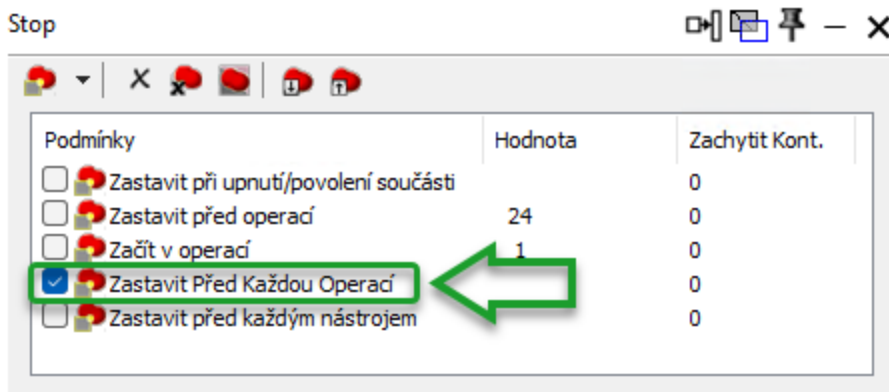 Stop
Podmínky Hodnota Zachytit Kont.
Zastavit při upnutí/povolení součásti 0
Zastavit před operací 24 0
Začít v operací 1 0
Zastavit Před Každou Operací 0
Zastavit před každým nástrojem 0